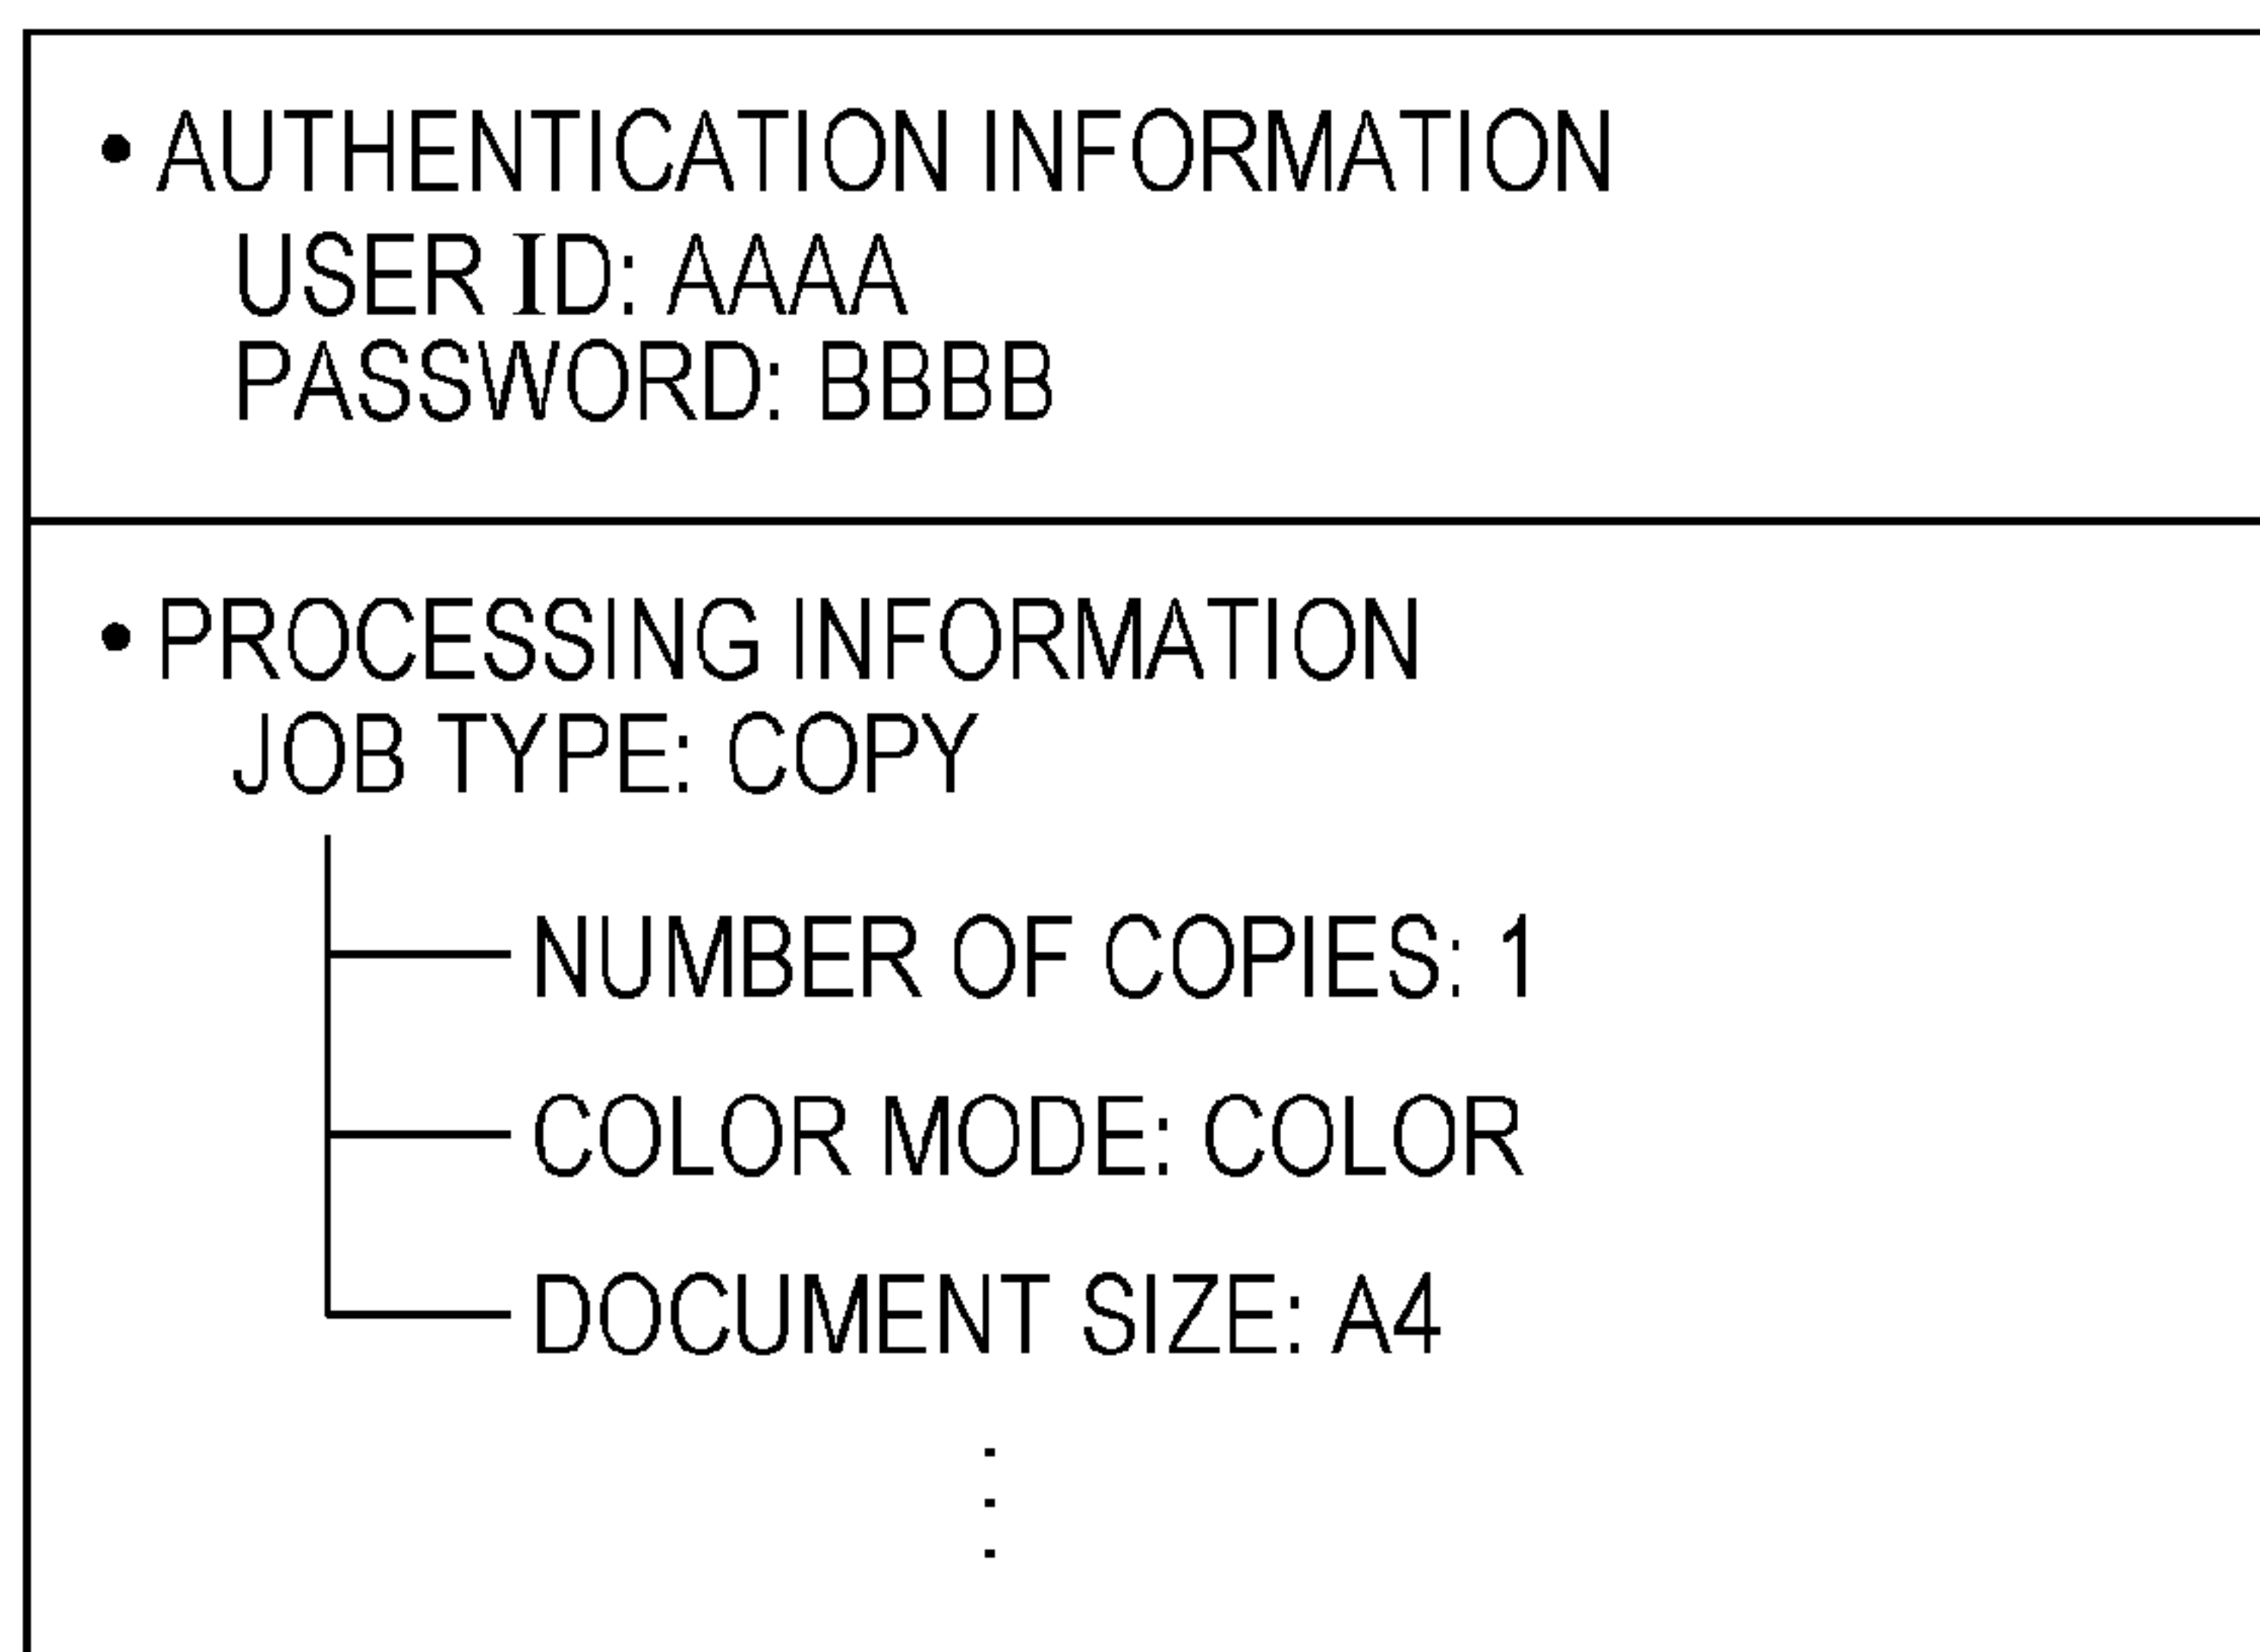 • AUTHENTICATION INFORMATION
USER ID: AAAA
PASSWORD: BBBB
• PROCESSING INFORMATION
JOB TYPE: COPY
NUMBER OF COPIES: 1
COLOR MODE: COLOR
DOCUMENT SIZE: A4